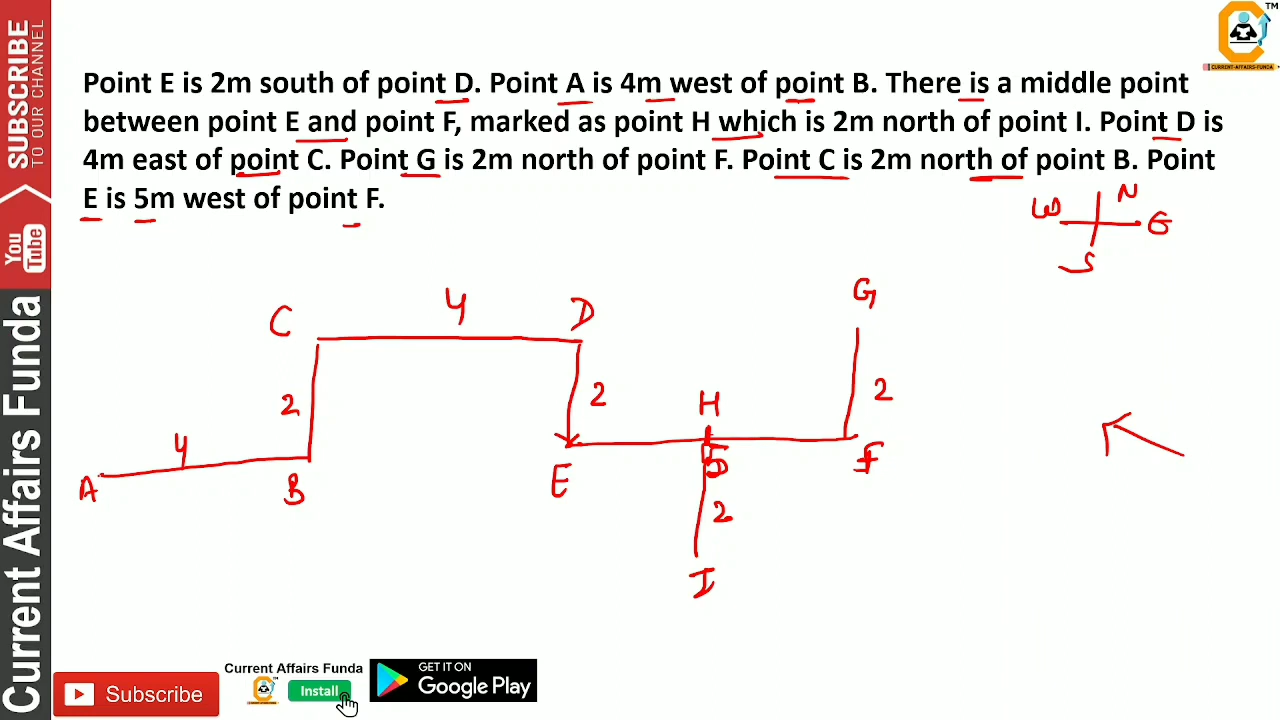 SUBSCRIBE
TO OUR CHANNEL
You Tube
Current Affairs Funda
TM
CURRENT-AFFAIRS-FUNDA
Point E is 2m south of point D. Point A is 4m west of point B. There is a middle point
between point E and point F, marked as point H which is 2m north of point I. Point D is
4m east of point C. Point G is 2m north of point F. Point C is 2m north of point B. Point
E is 5m west of point F.
N
W E
S
G
C 4 D
2 2 H 2
4
A B E 5 F
2
I
Subscribe
Current Affairs Funda
Install
GET IT ON
Google Play